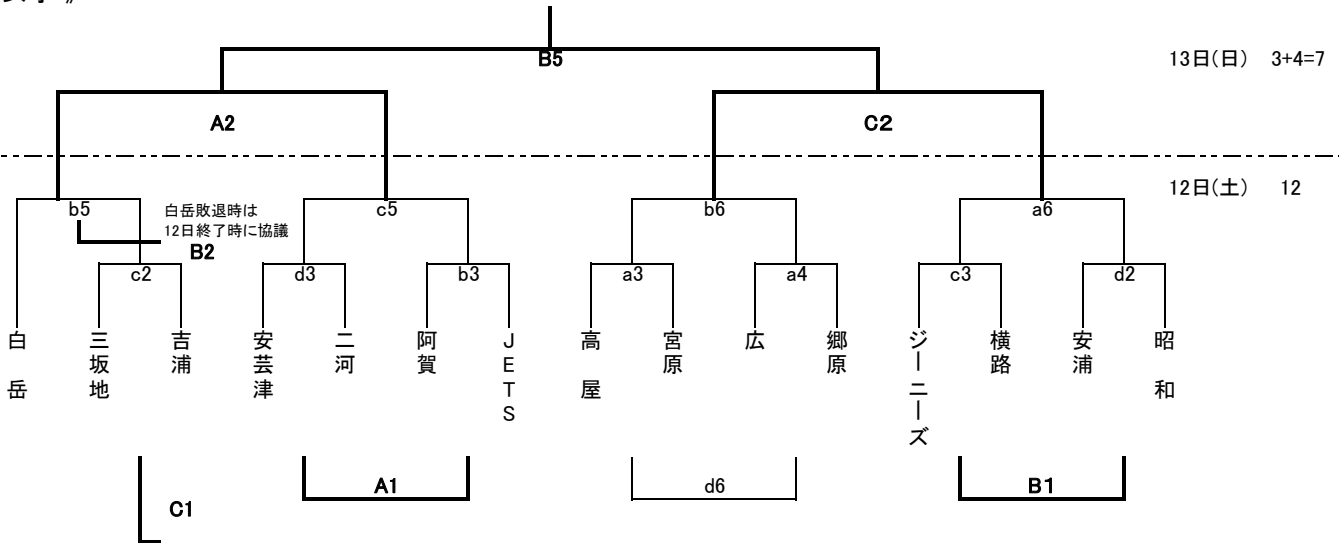 B5
13日(日) 3+4=7
A2
C2
12日(土) 12
b5
白岳敗退時は
12日終了時に協議
B2
c5
b6
a6
c2
d3
b3
a3
a4
c3
d2
白岳
三坂地
吉浦
安芸津
二河
阿賀
JETS
高屋
宮原
広
郷原
ジーニーズ
横路
安浦
昭和
C1
A1
d6
B1